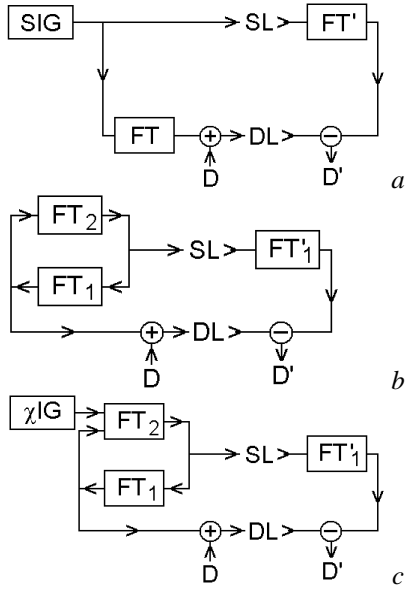 SIG SL FT'
FT + DL −
D D' a
FT₂
SL FT'₁
FT₁
+ DL −
D D' b
χIG FT₂
SL FT'₁
FT₁
+ DL −
D D' c